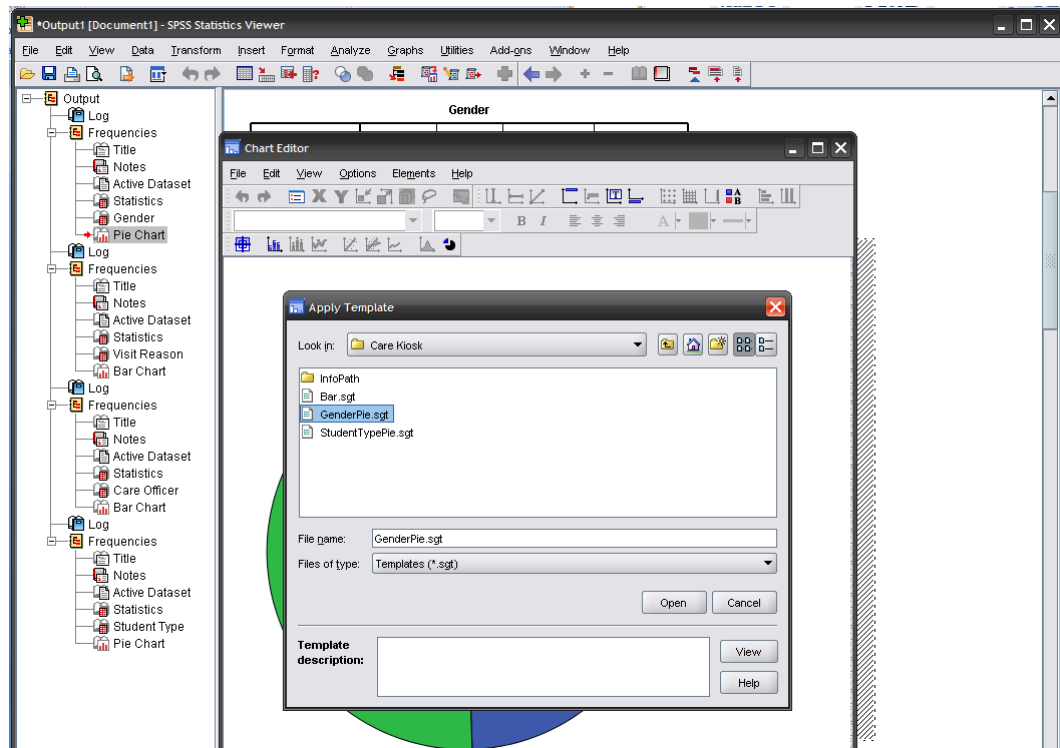 *Output1 [Document1] - SPSS Statistics Viewer
File Edit View Data Transform Insert Format Analyze Graphs Utilities Add-ons Window Help
Output
Log
Frequencies
Title
Notes
Active Dataset
Statistics
Gender
Pie Chart
Log
Frequencies
Title
Notes
Active Dataset
Statistics
Visit Reason
Bar Chart
Log
Frequencies
Title
Notes
Active Dataset
Statistics
Care Officer
Bar Chart
Log
Frequencies
Title
Notes
Active Dataset
Statistics
Student Type
Pie Chart
Gender
Chart Editor
File Edit View Options Elements Help
X Y
B I A
Apply Template
Look in: Care Kiosk
InfoPath
Bar.sgt
GenderPie.sgt
StudentTypePie.sgt
File name: GenderPie.sgt
Files of type: Templates (*.sgt)
Open Cancel
Template
description:
View
Help